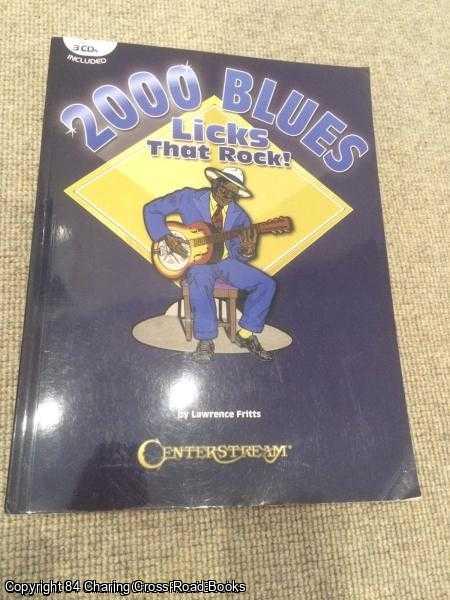 3 CDs
INCLUDED
2000 BLUES
Licks
That Rock!
by Lawrence Fritts
CENTERSTREAM®
Copyright 84 Charing Cross Road Books